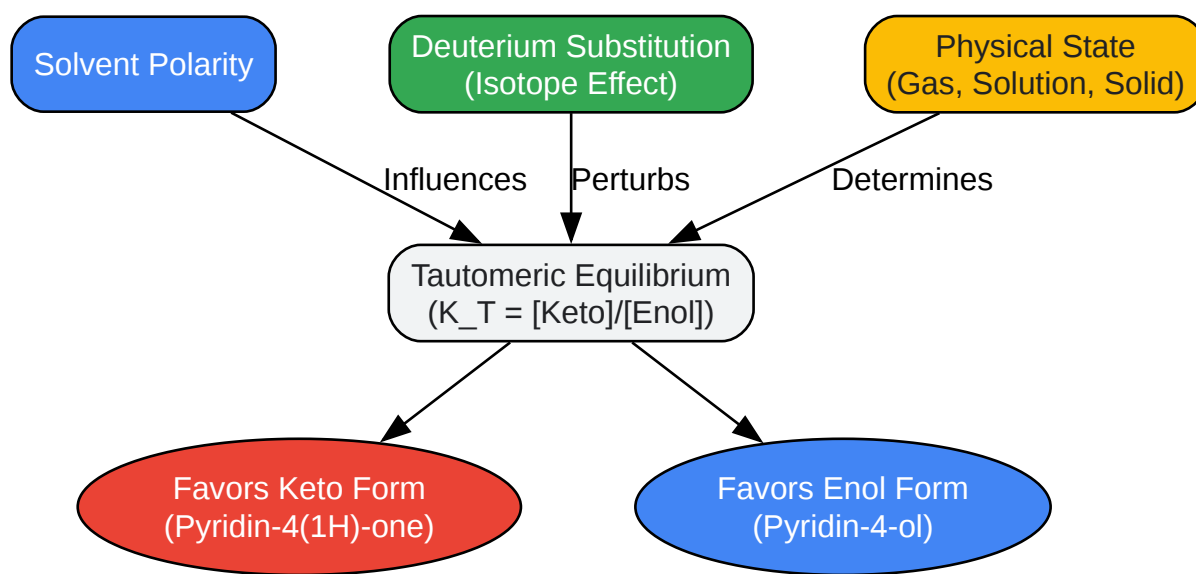 Solvent Polarity
Deuterium Substitution
(Isotope Effect)
Physical State
(Gas, Solution, Solid)
Influences
Perturbs
Determines
Tautomeric Equilibrium
(K_T = [Keto]/[Enol])
Favors Keto Form
(Pyridin-4(1H)-one)
Favors Enol Form
(Pyridin-4-ol)